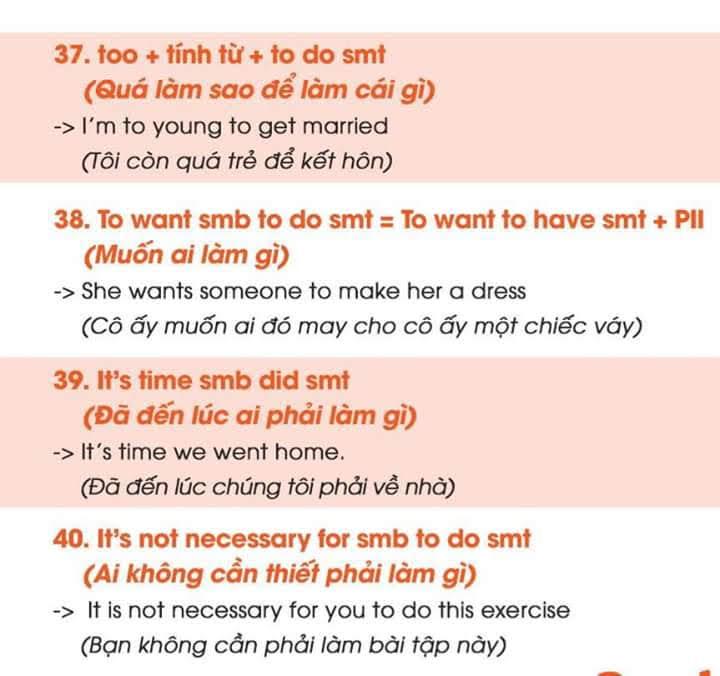 37. too + tính từ + to do smt
(Quá làm sao để làm cái gì)
-> I'm to young to get married
(Tôi còn quá trẻ để kết hôn)
38. To want smb to do smt = To want to have smt + PII
(Muốn ai làm gì)
-> She wants someone to make her a dress
(Cô ấy muốn ai đó may cho cô ấy một chiếc váy)
39. It's time smb did smt
(Đã đến lúc ai phải làm gì)
-> It's time we went home.
(Đã đến lúc chúng tôi phải về nhà)
40. It's not necessary for smb to do smt
(Ai không cần thiết phải làm gì)
-> It is not necessary for you to do this exercise
(Bạn không cần phải làm bài tập này)